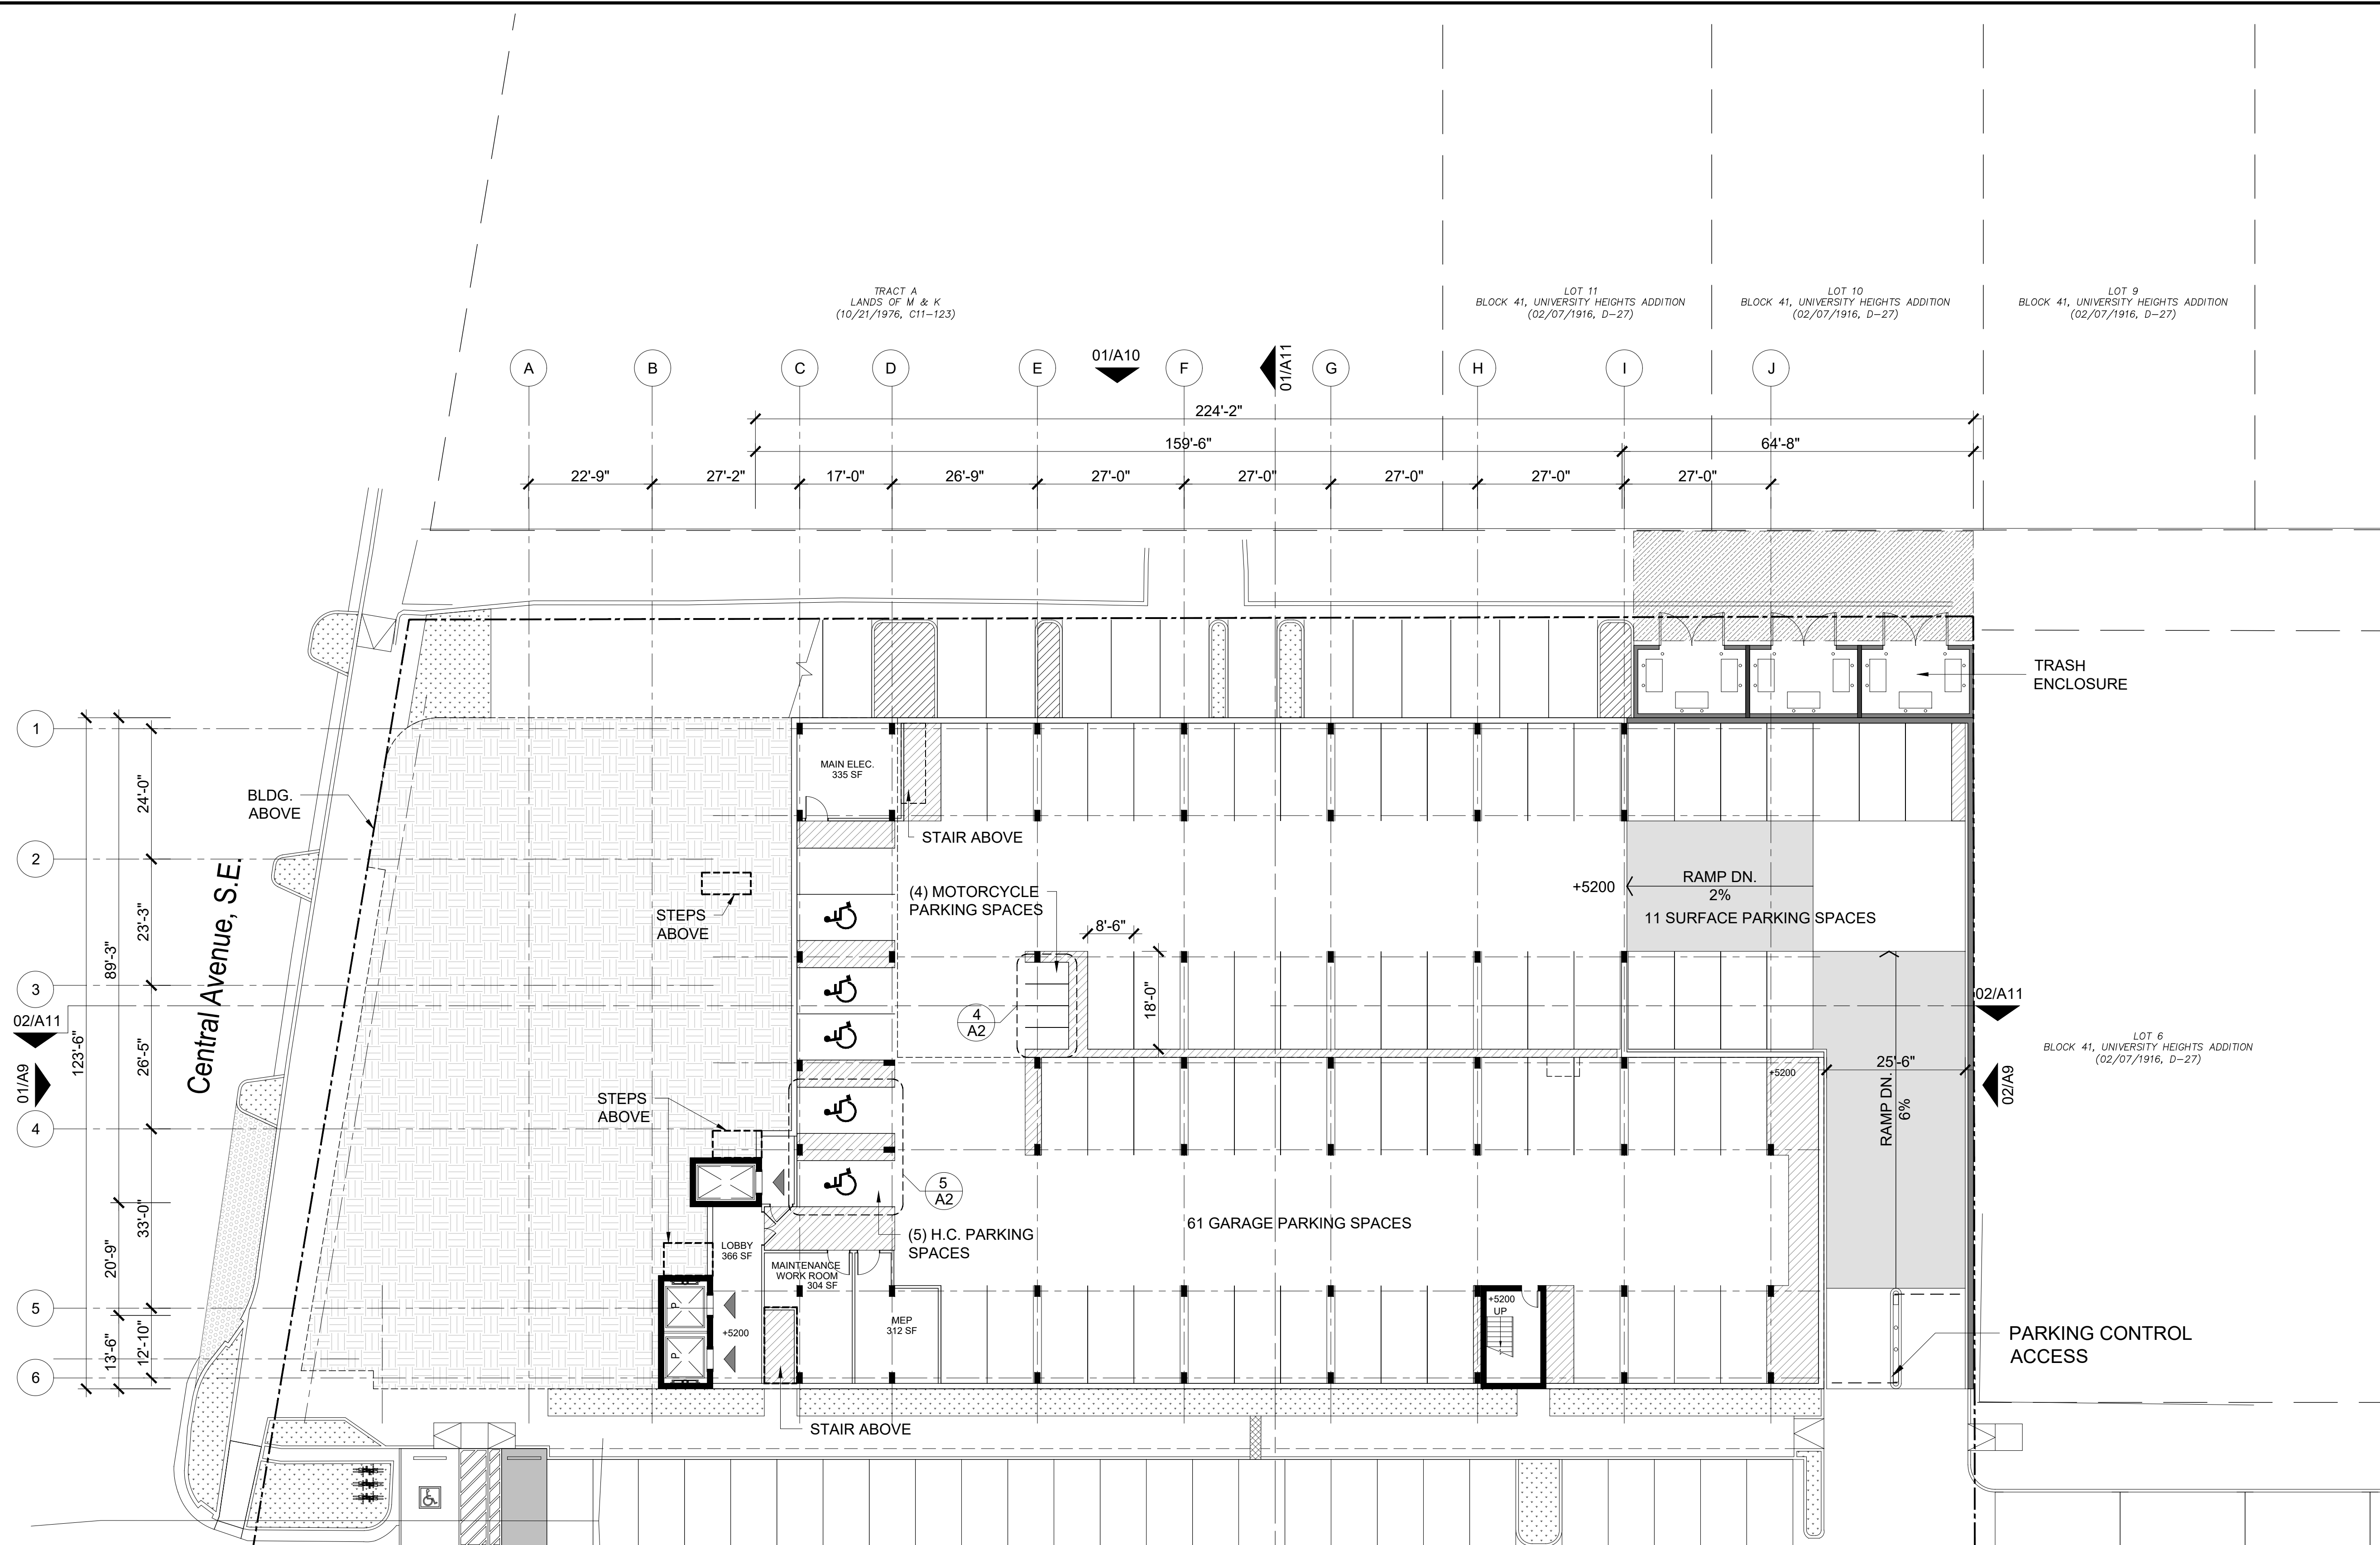 TRACT A
LANDS OF M & K
(10/21/1976, C11-123)
LOT 11
BLOCK 41, UNIVERSITY HEIGHTS ADDITION
(02/07/1916, D-27)
LOT 10
BLOCK 41, UNIVERSITY HEIGHTS ADDITION
(02/07/1916, D-27)
LOT 9
BLOCK 41, UNIVERSITY HEIGHTS ADDITION
(02/07/1916, D-27)
A
B
C
D
E
01/A10
F
01/A11
G
H
I
J
224'-2"
159'-6"
64'-8"
22'-9"
27'-2"
17'-0"
26'-9"
27'-0"
27'-0"
27'-0"
27'-0"
27'-0"
TRASH
ENCLOSURE
1
2
3
4
5
6
24'-0"
23'-3"
26'-5"
33'-0"
12'-10"
89'-3"
20'-9"
13'-6"
123'-6"
02/A11
01/A9
BLDG.
ABOVE
Central Avenue, S.E.
MAIN ELEC.
335 SF
STAIR ABOVE
STEPS
ABOVE
(4) MOTORCYCLE
PARKING SPACES
8'-6"
18'-0"
4
A2
+5200
RAMP DN.
2%
11 SURFACE PARKING SPACES
02/A11
LOT 6
BLOCK 41, UNIVERSITY HEIGHTS ADDITION
(02/07/1916, D-27)
02/A9
25'-6"
+5200
RAMP DN.
6%
STEPS
ABOVE
5
A2
(5) H.C. PARKING
SPACES
61 GARAGE PARKING SPACES
LOBBY
366 SF
MAINTENANCE
WORK ROOM
304 SF
P
P
+5200
MEP
312 SF
+5200
UP
PARKING CONTROL
ACCESS
STAIR ABOVE